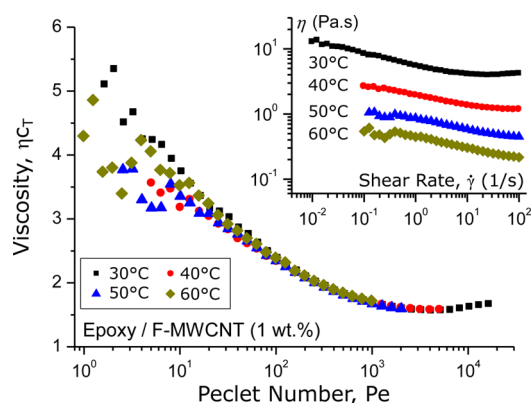 Viscosity, ηc_T
6
5
4
3
2
1
10^0
10^1
10^2
10^3
10^4
Peclet Number, Pe
30°C
40°C
50°C
60°C
Epoxy / F-MWCNT (1 wt.%)
η (Pa.s)
10^1
10^0
10^-1
30°C
40°C
50°C
60°C
Shear Rate, γ̇ (1/s)
10^-2
10^-1
10^0
10^1
10^2